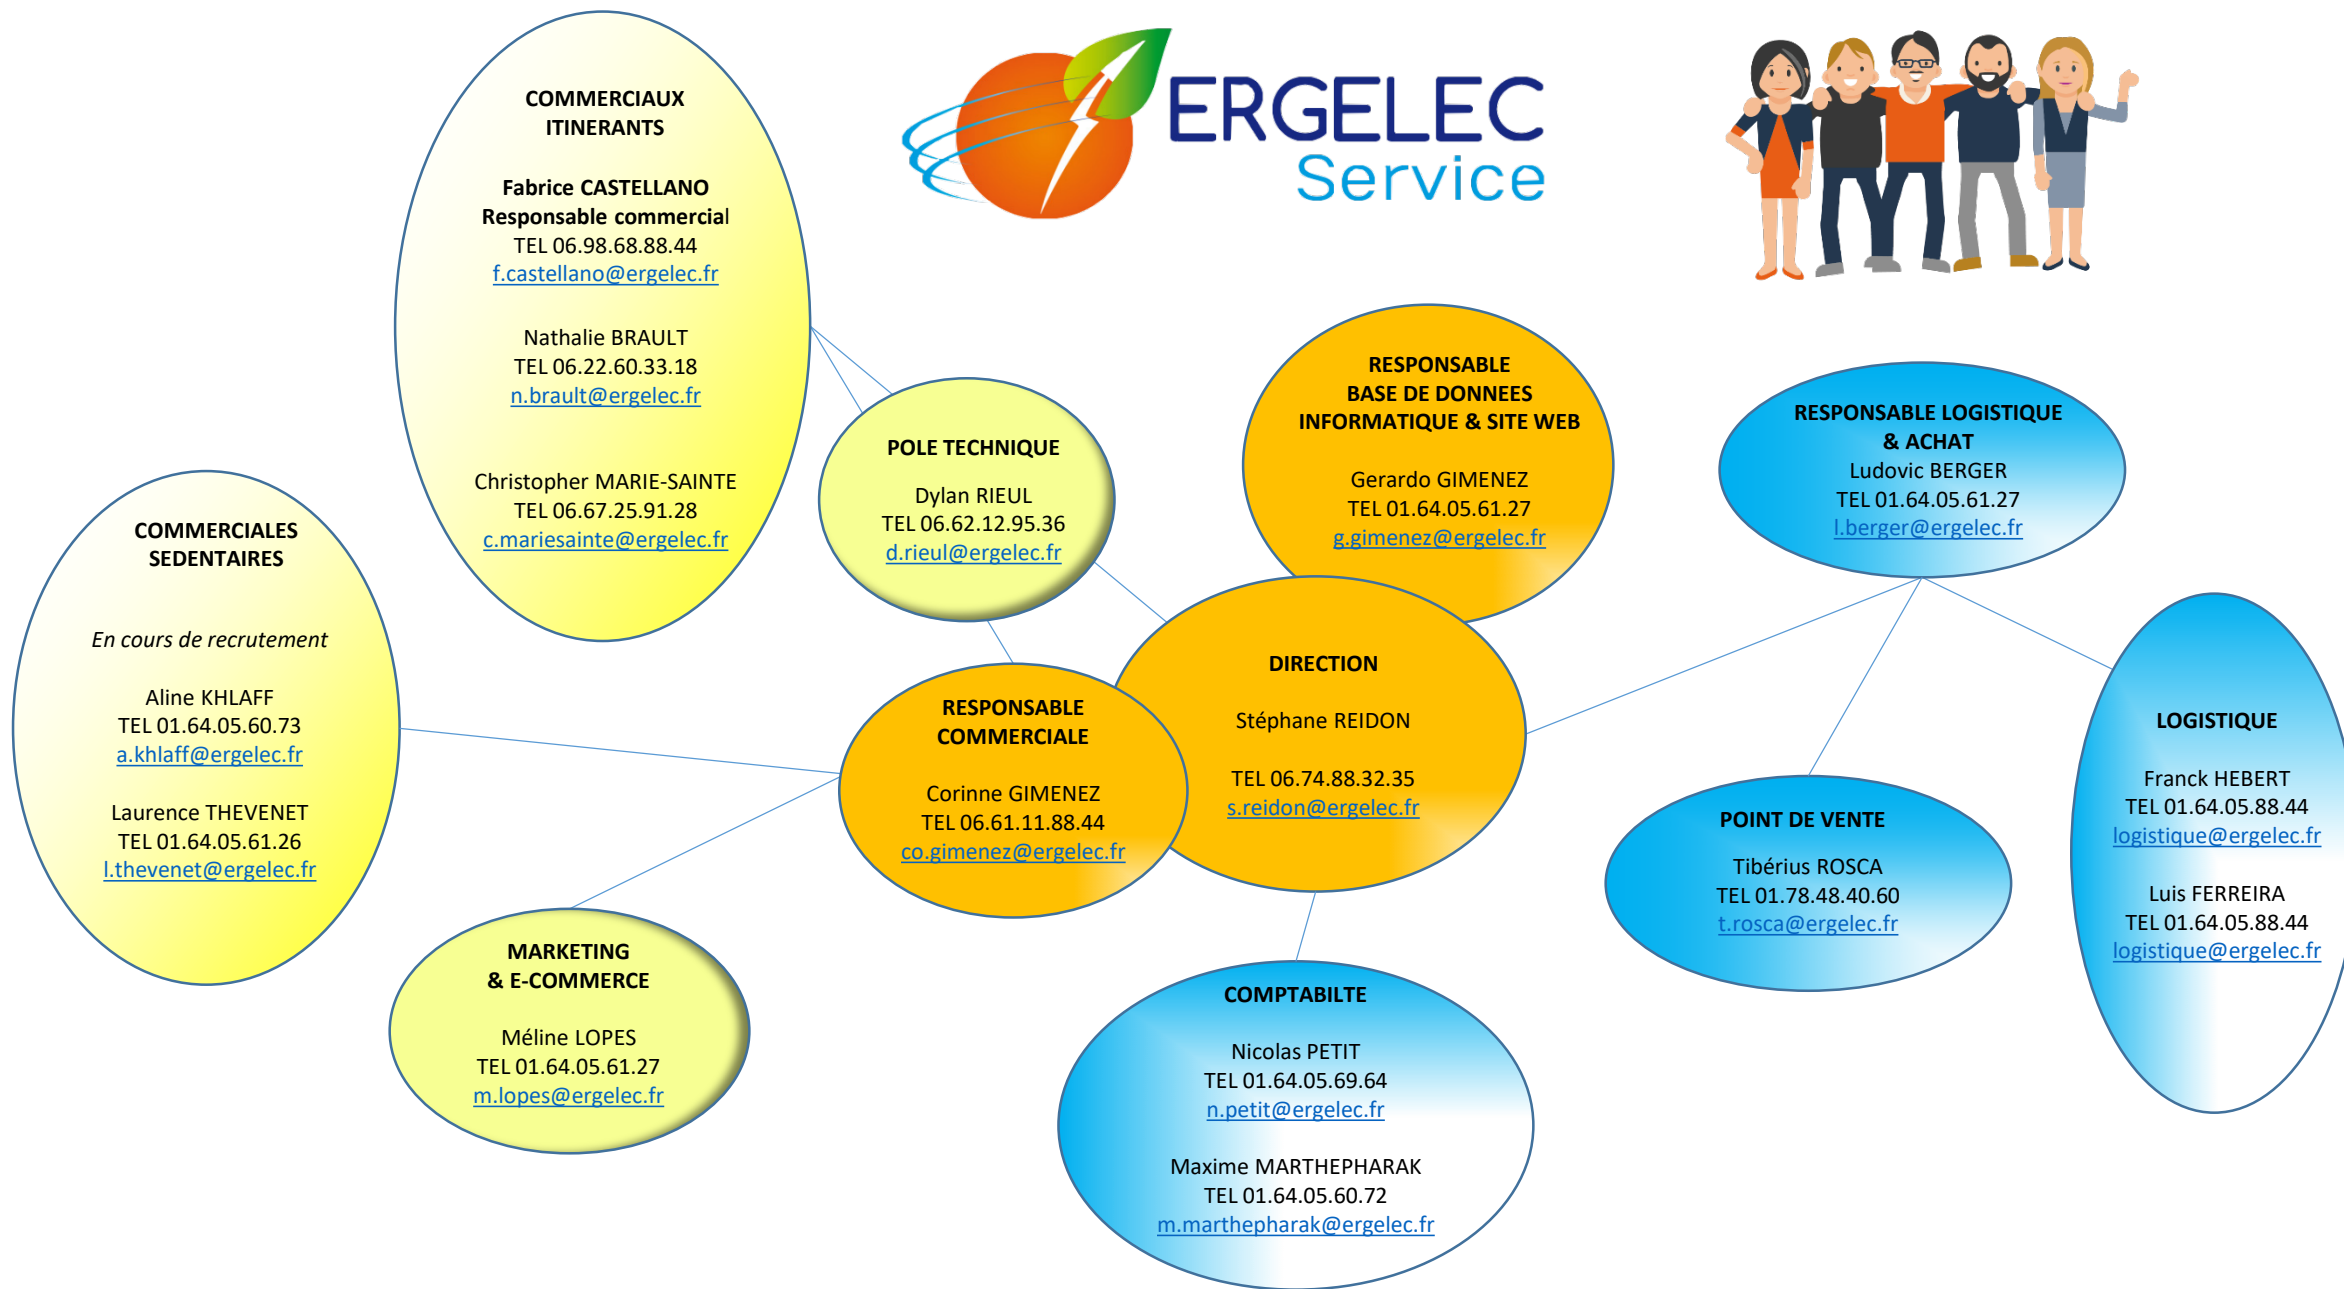 ERGELEC
Service
COMMERCIAUX
ITINERANTS
Fabrice CASTELLANO
Responsable commercial
TEL 06.98.68.88.44
f.castellano@ergelec.fr
Nathalie BRAULT
TEL 06.22.60.33.18
n.brault@ergelec.fr
Christopher MARIE-SAINTE
TEL 06.67.25.91.28
c.mariesainte@ergelec.fr
COMMERCIALES
SEDENTAIRES
En cours de recrutement
Aline KHLAFF
TEL 01.64.05.60.73
a.khlaff@ergelec.fr
Laurence THEVENET
TEL 01.64.05.61.26
l.thevenet@ergelec.fr
POLE TECHNIQUE
Dylan RIEUL
TEL 06.62.12.95.36
d.rieul@ergelec.fr
RESPONSABLE
BASE DE DONNEES
INFORMATIQUE & SITE WEB
Gerardo GIMENEZ
TEL 01.64.05.61.27
g.gimenez@ergelec.fr
RESPONSABLE LOGISTIQUE
& ACHAT
Ludovic BERGER
TEL 01.64.05.61.27
l.berger@ergelec.fr
DIRECTION
Stéphane REIDON
TEL 06.74.88.32.35
s.reidon@ergelec.fr
RESPONSABLE
COMMERCIALE
Corinne GIMENEZ
TEL 06.61.11.88.44
co.gimenez@ergelec.fr
LOGISTIQUE
Franck HEBERT
TEL 01.64.05.88.44
logistique@ergelec.fr
Luis FERREIRA
TEL 01.64.05.88.44
logistique@ergelec.fr
POINT DE VENTE
Tibérius ROSCA
TEL 01.78.48.40.60
t.rosca@ergelec.fr
MARKETING
& E-COMMERCE
Méline LOPES
TEL 01.64.05.61.27
m.lopes@ergelec.fr
COMPTABILTE
Nicolas PETIT
TEL 01.64.05.69.64
n.petit@ergelec.fr
Maxime MARTHEPHARAK
TEL 01.64.05.60.72
m.marthepharak@ergelec.fr